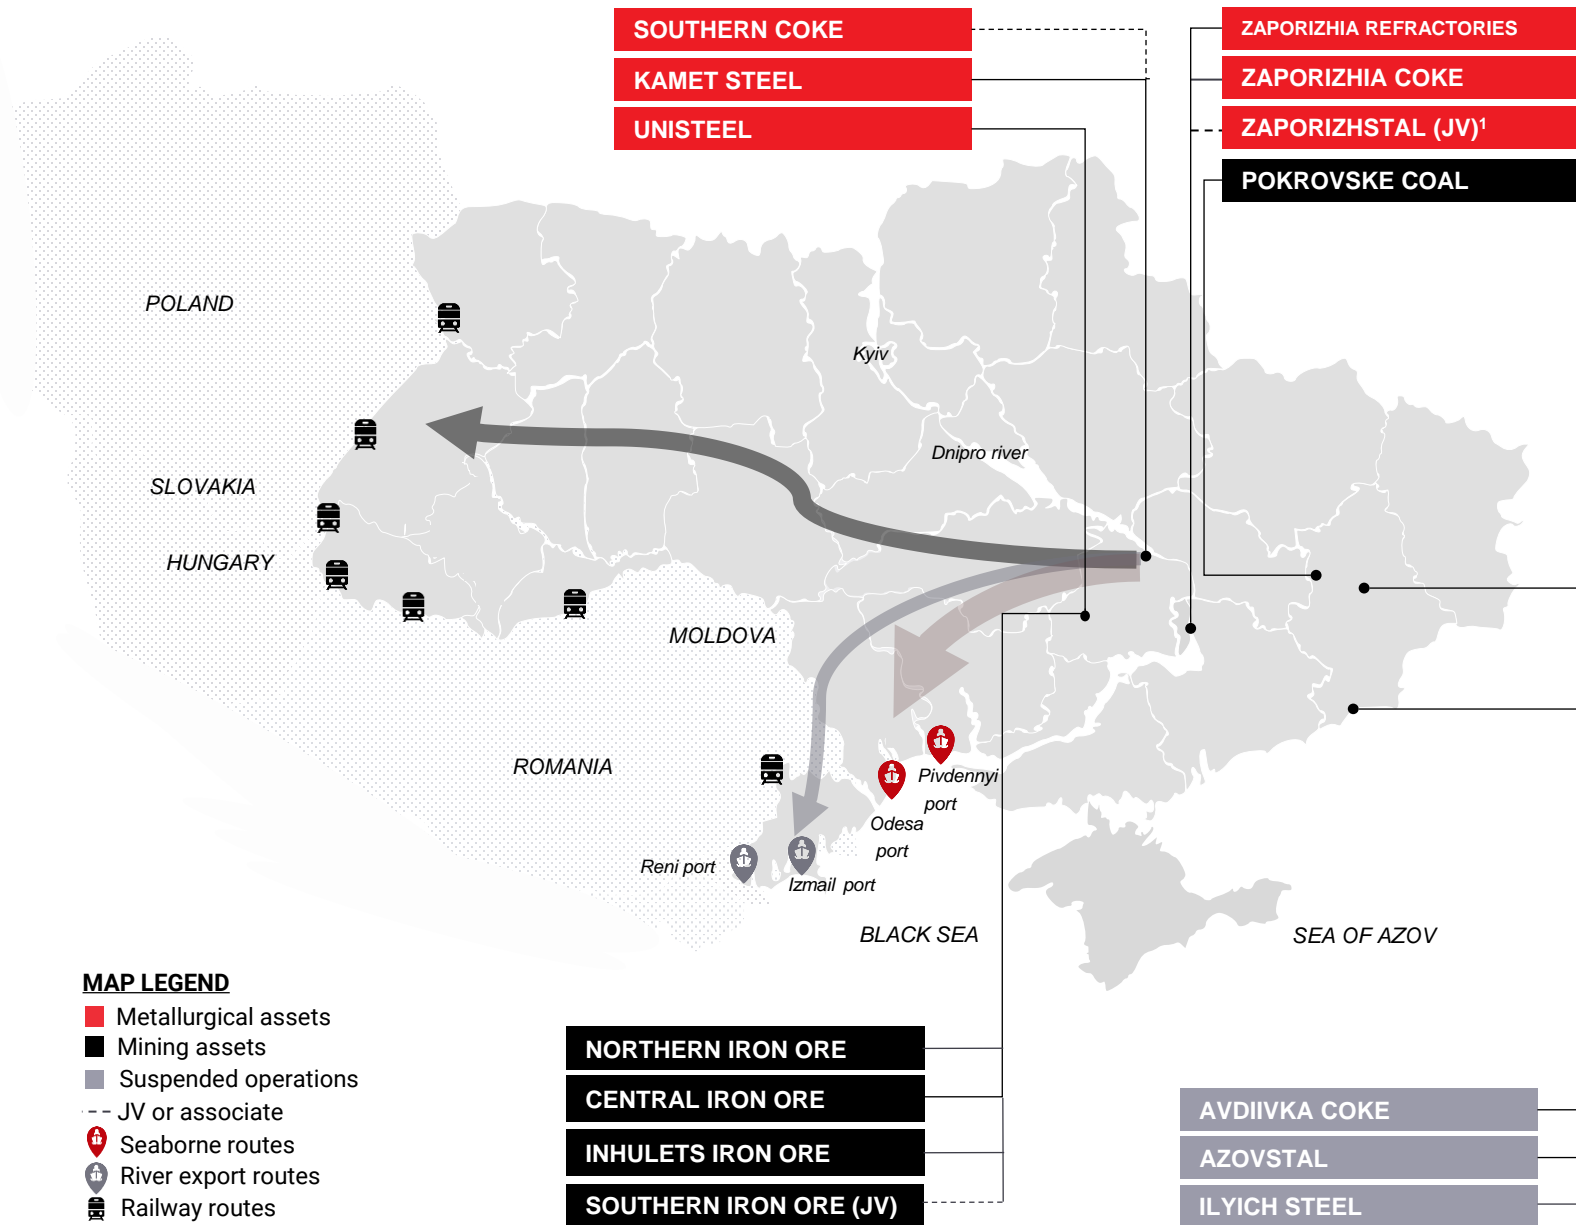 SOUTHERN COKE
KAMET STEEL
UNISTEEL
ZAPORIZHIA REFRACTORIES
ZAPORIZHIA COKE
ZAPORIZHSTAL (JV)¹
POKROVSKE COAL
POLAND
Kyiv
Dnipro river
SLOVAKIA
HUNGARY
MOLDOVA
ROMANIA
Pivdennyi
port
Odesa
port
Reni port
Izmail port
BLACK SEA
SEA OF AZOV
MAP LEGEND
Metallurgical assets
Mining assets
Suspended operations
JV or associate
Seaborne routes
River export routes
Railway routes
NORTHERN IRON ORE
CENTRAL IRON ORE
INHULETS IRON ORE
SOUTHERN IRON ORE (JV)
AVDIIVKA COKE
AZOVSTAL
ILYICH STEEL